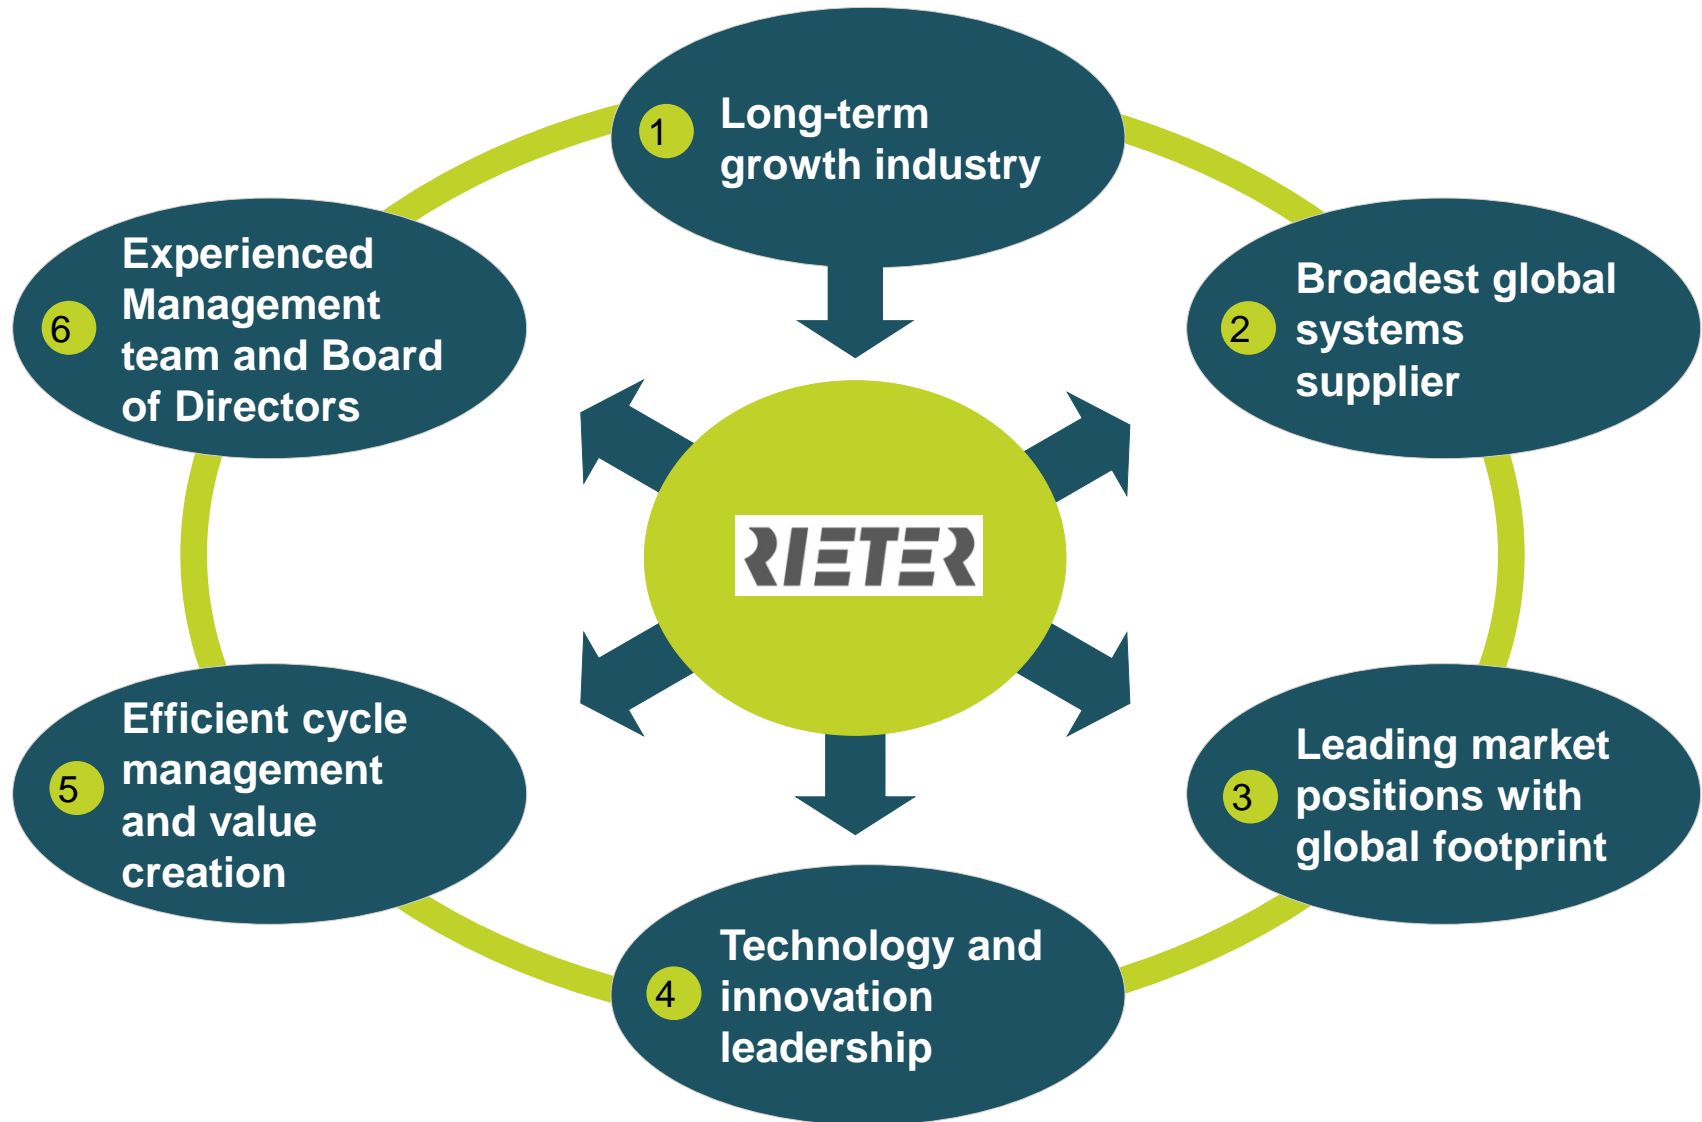 1
Long-term
growth industry
2
Broadest global
systems
supplier
3
Leading market
positions with
global footprint
4
Technology and
innovation
leadership
5
Efficient cycle
management
and value
creation
6
Experienced
Management
team and Board
of Directors
RIETER